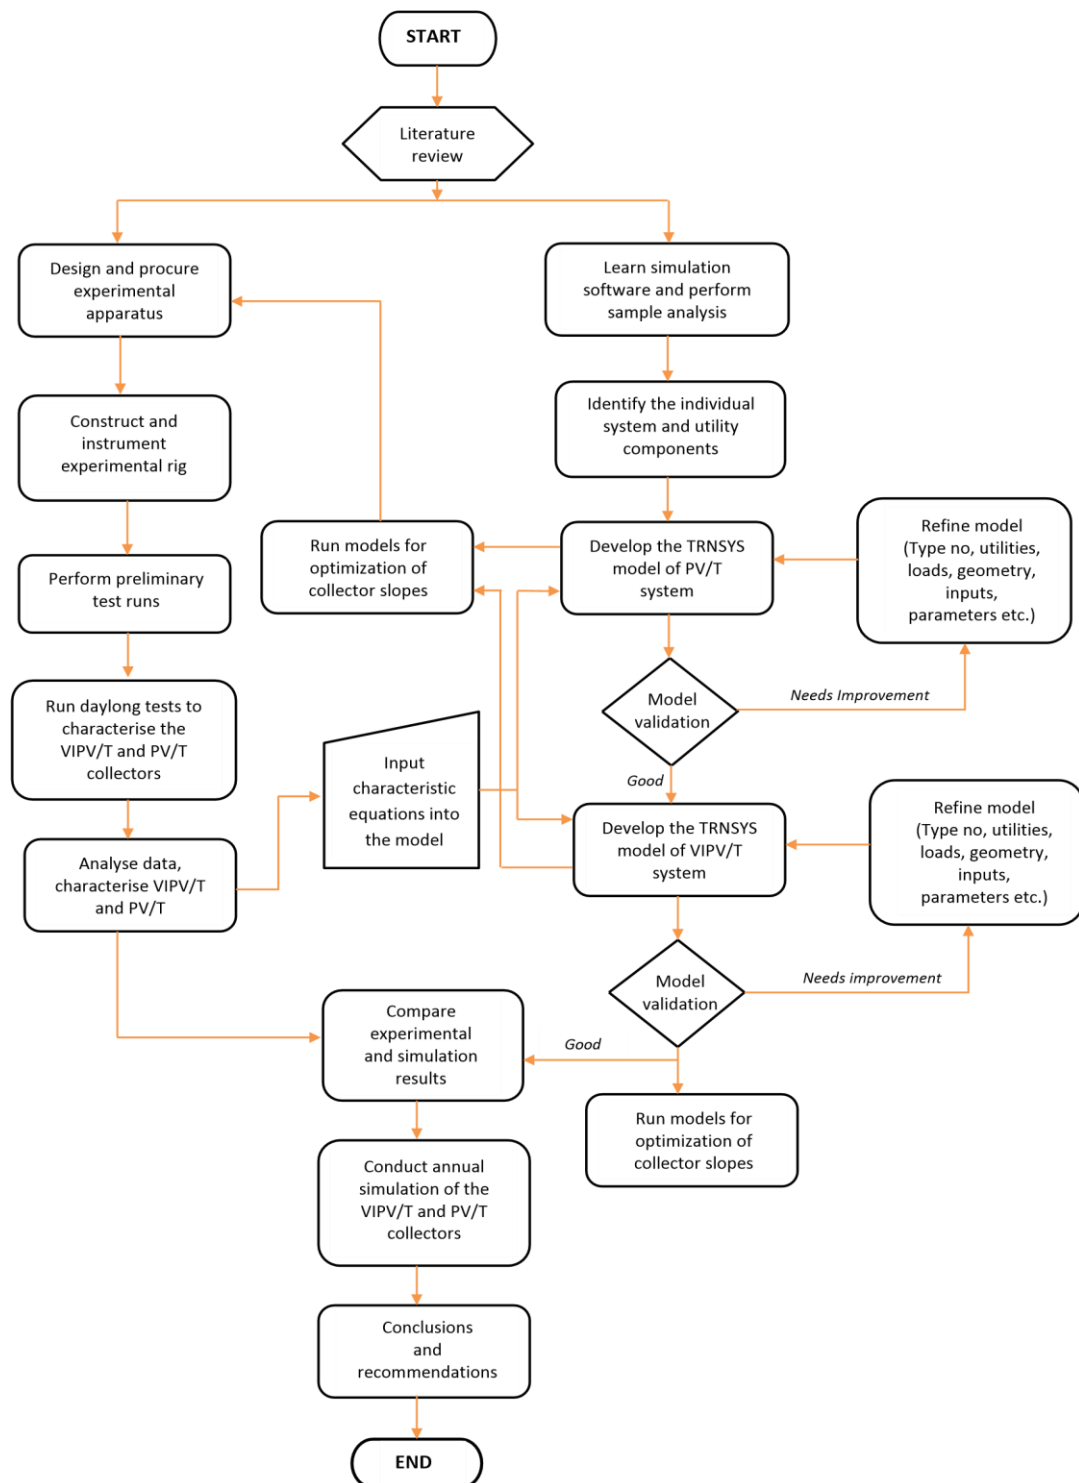 START
Literature
review
Design and procure
experimental
apparatus
Learn simulation
software and perform
sample analysis
Construct and
instrument
experimental rig
Identify the individual
system and utility
components
Perform preliminary
test runs
Run models for
optimization of
collector slopes
Develop the TRNSYS
model of PV/T
system
Refine model
(Type no, utilities,
loads, geometry,
inputs,
parameters etc.)
Run daylong tests to
characterise the
VIPV/T and PV/T
collectors
Model
validation
Needs Improvement
Good
Input
characteristic
equations into
the model
Develop the TRNSYS
model of VIPV/T
system
Refine model
(Type no, utilities,
loads, geometry,
inputs,
parameters etc.)
Analyse data,
characterise VIPV/T
and PV/T
Model
validation
Needs improvement
Good
Compare
experimental
and simulation
results
Run models for
optimization of
collector slopes
Conduct annual
simulation of the
VIPV/T and PV/T
collectors
Conclusions
and
recommendations
END